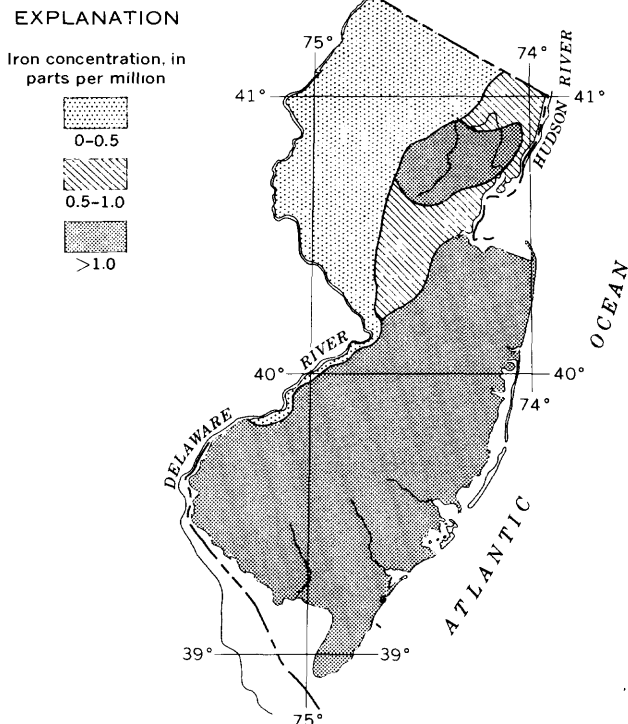 EXPLANATION
Iron concentration, in
parts per million
0-0.5
0.5-1.0
>1.0
75°
74°
41°
41°
HUDSON RIVER
OCEAN
RIVER
40°
40°
74°
DELAWARE
ATLANTIC
39°
39°
75°